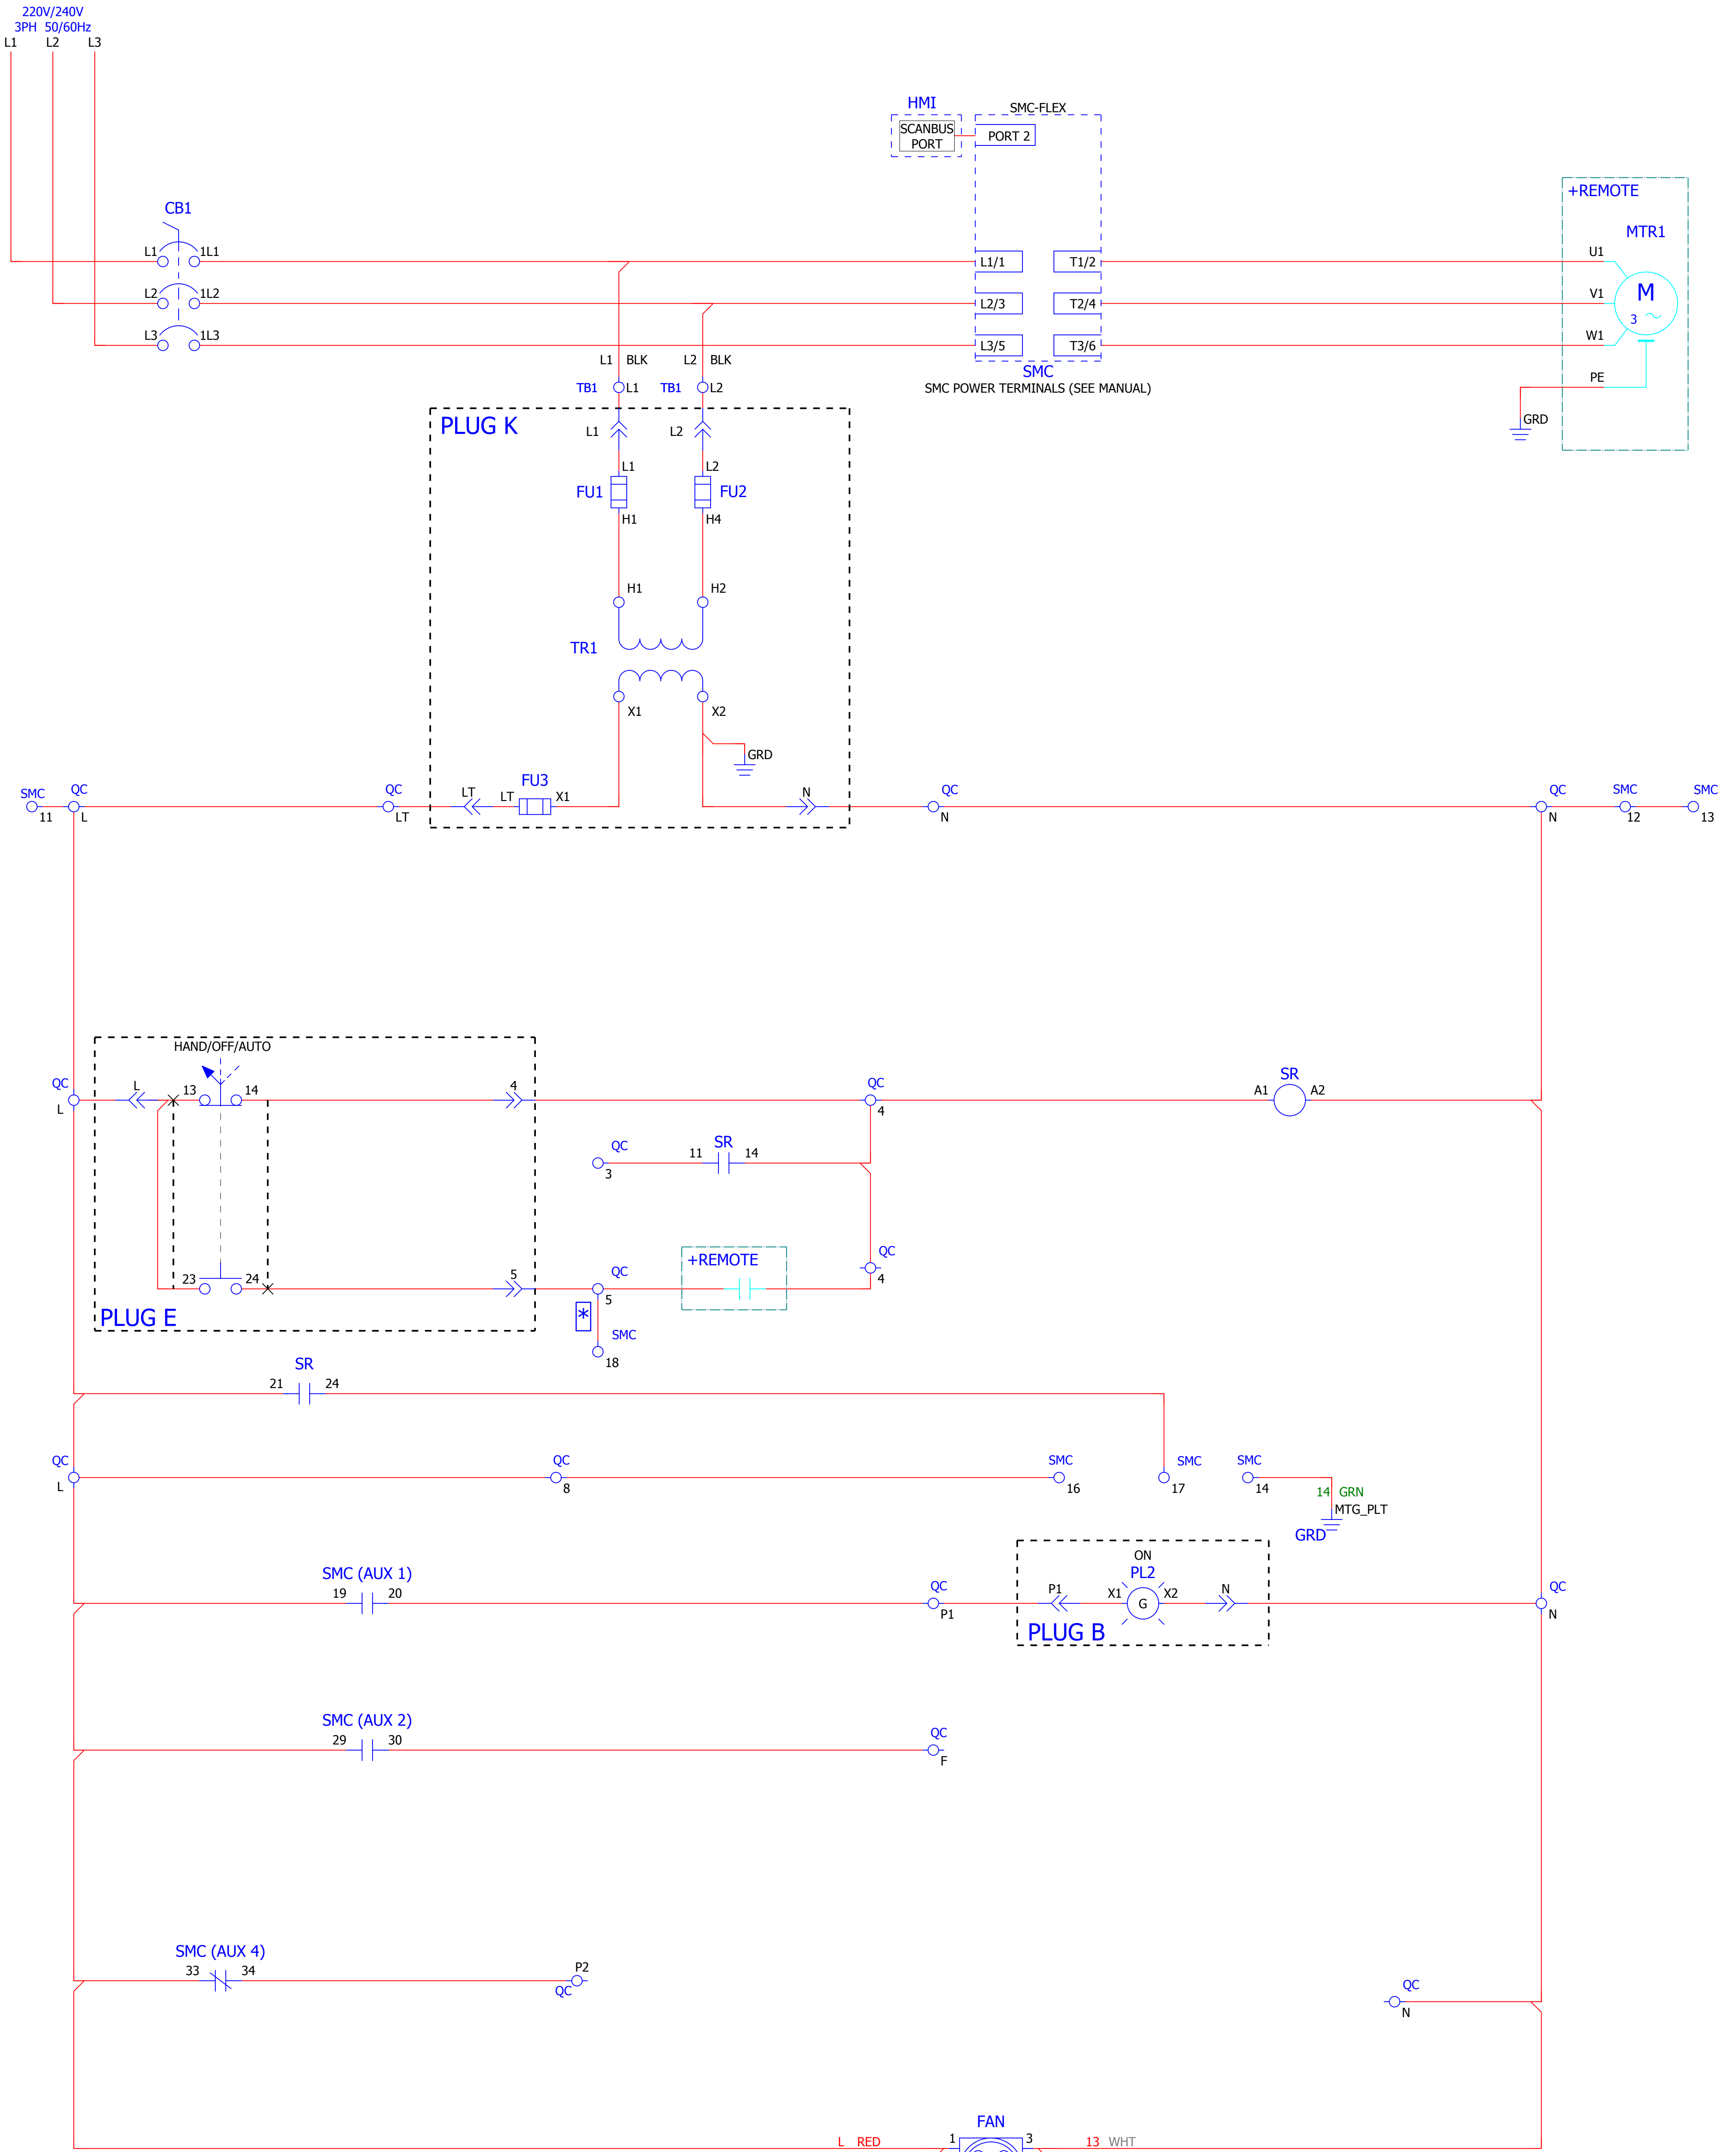 220V/240V
3PH 50/60Hz
L1 L2 L3
HMI
SMC-FLEX
SCANBUS
PORT
PORT 2
+REMOTE
CB1
MTR1
L1 1L1
L1/1 T1/2
U1
L2 1L2
L2/3 T2/4
V1
M
3
L3 1L3
L3/5 T3/6
W1
L1 BLK L2 BLK
SMC
PE
TB1 L1 TB1 L2
SMC POWER TERMINALS (SEE MANUAL)
PLUG K
GRD
L1 L2
L1 L2
FU1 FU2
H1 H4
H1 H2
TR1
X1 X2
GRD
FU3
SMC QC QC LT LT X1 N QC QC SMC SMC
11 L LT N N 12 13
HAND/OFF/AUTO
QC L 13 14 4 QC SR
L 4 A1 A2
QC SR
11 14
3
+REMOTE
QC
4
23 24 5 QC
5
PLUG E
*
SMC
18
SR
21 24
QC QC SMC SMC SMC
L 8 16 17 14
14 GRN
MTG_PLT
GRD
ON
SMC (AUX 1)
PL2
19 20 QC P1 X1 G X2 N QC
P1 N
PLUG B
SMC (AUX 2)
29 30 QC
F
SMC (AUX 4)
33 34 P2
QC
QC
N
FAN
L RED 1 3 13 WHT